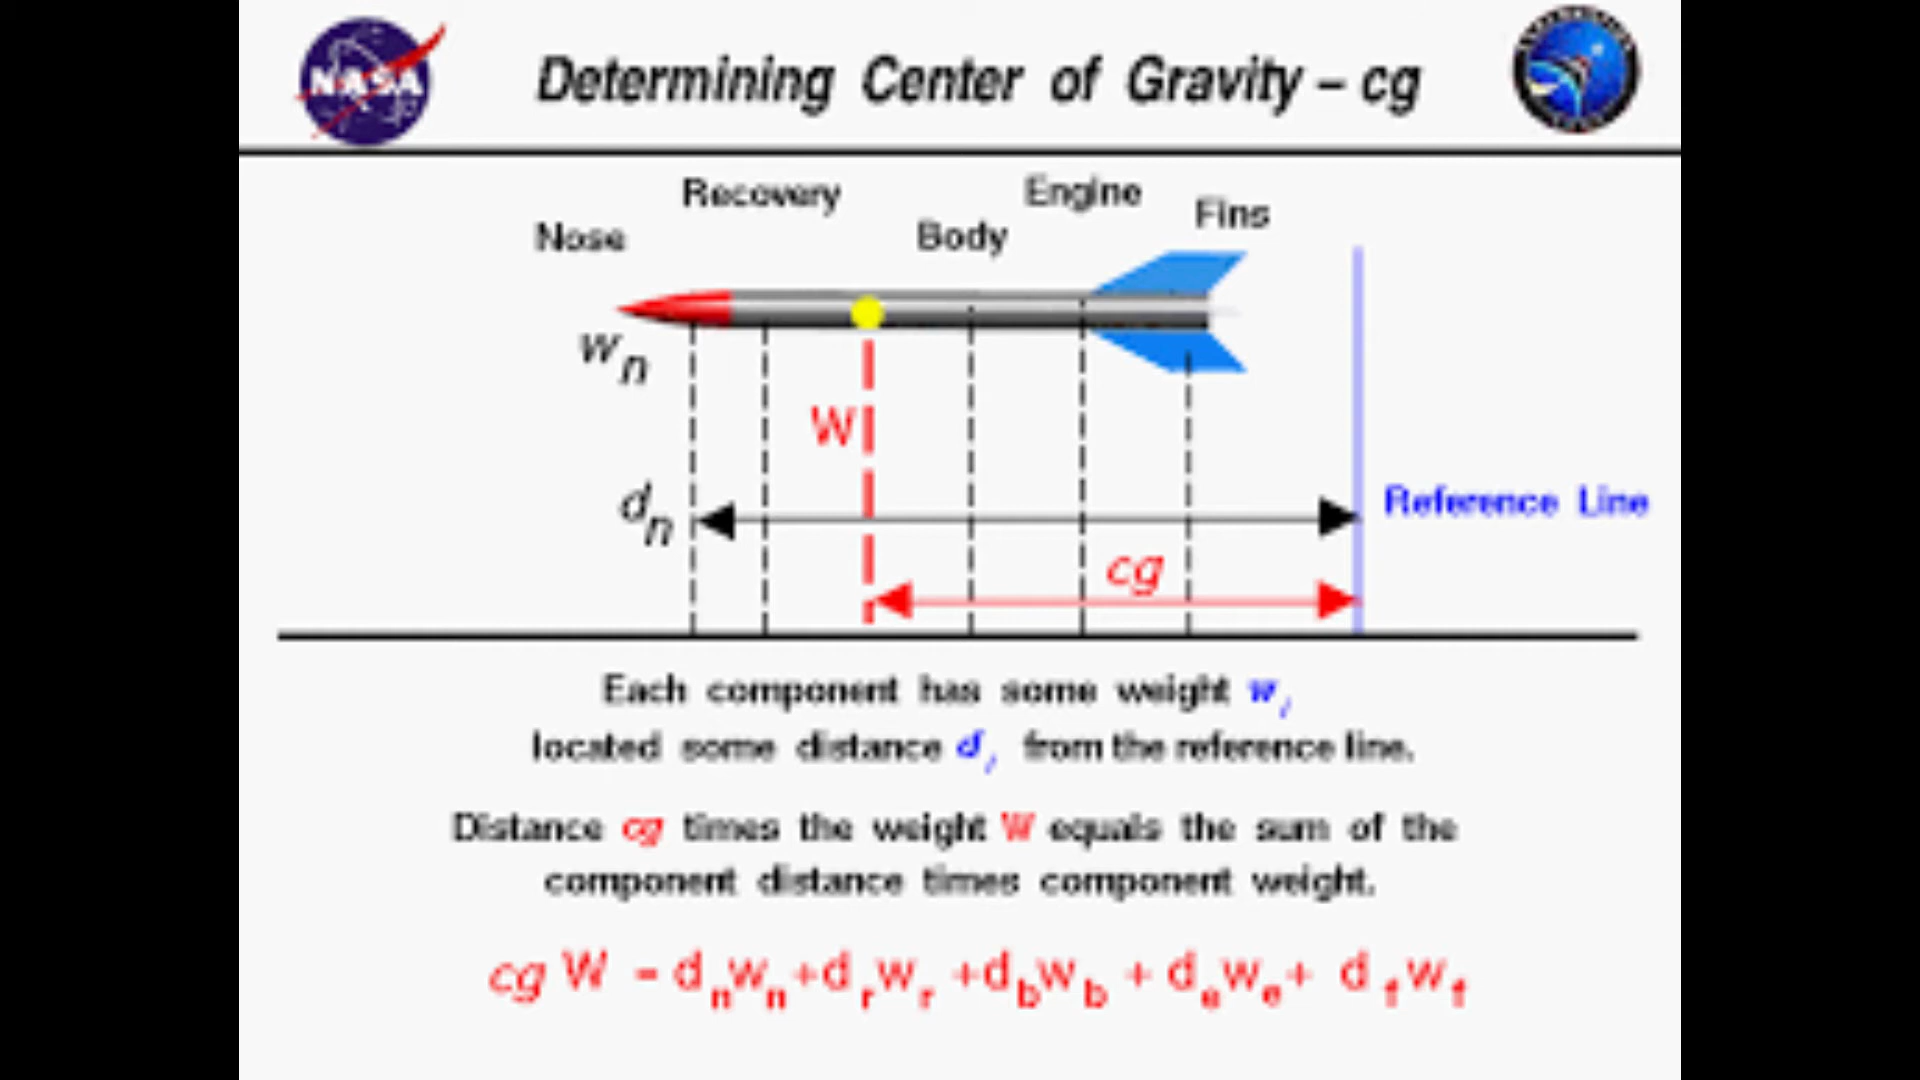 NASA
Determining Center of Gravity – cg
Recovery
Engine
Fins
Nose
Body
wn
W
dn
Reference Line
cg
Each component has some weight wi
located some distance di from the reference line.
Distance cg times the weight W equals the sum of the
component distance times component weight.
cg W = dnwn+drwr +dbwb + dewe+ dfwf